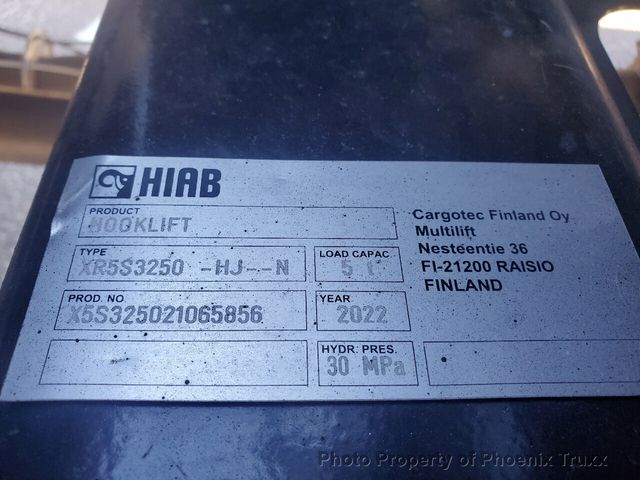 HIAB
PRODUCT
HOOKLIFT
TYPE
XR5S3250 -HJ--N
LOAD CAPAC
5 t
PROD. NO
X5S325021065856
YEAR
2022
HYDR. PRES.
30 MPa
Cargotec Finland Oy
Multilift
Nesteentie 36
FI-21200 RAISIO
FINLAND
Photo Property of Phoenix Truxx